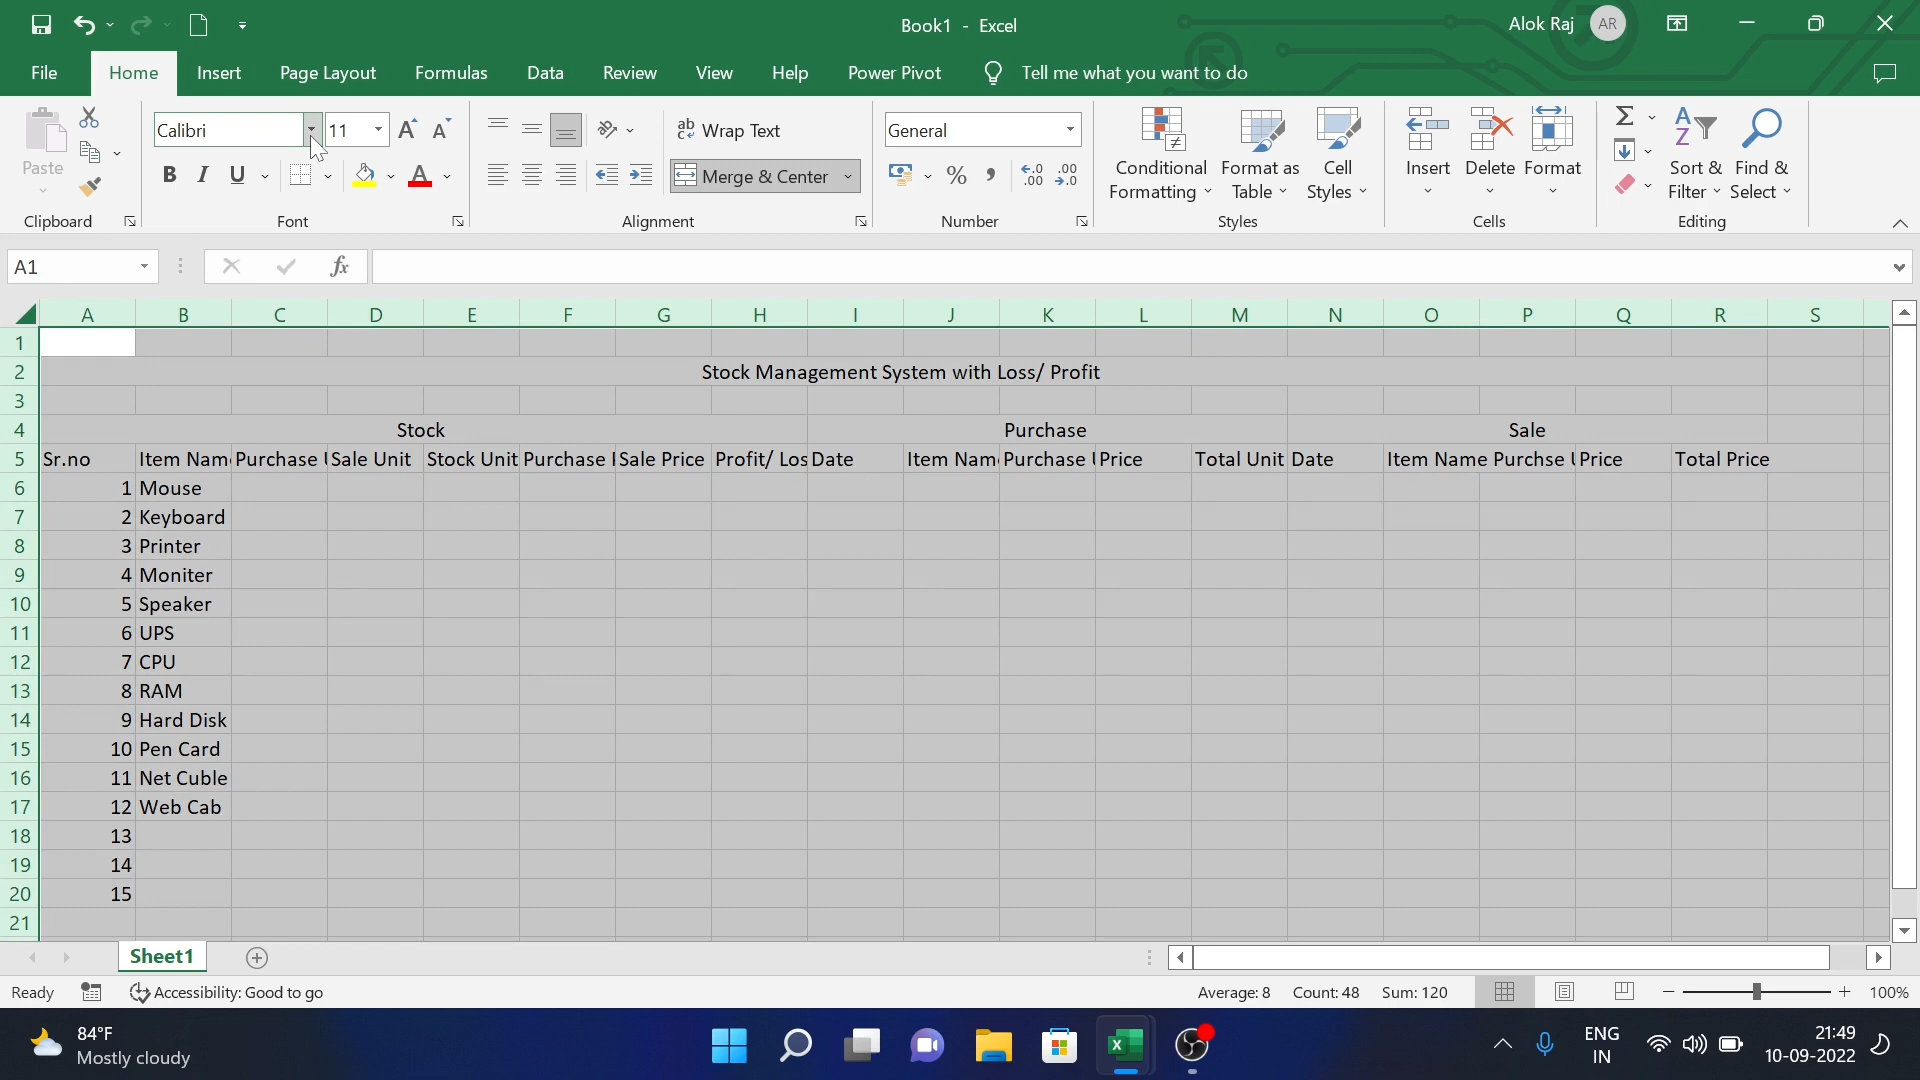 Book1 - Excel
Alok Raj AR
File Home Insert Page Layout Formulas Data Review View Help Power Pivot Tell me what you want to do
Calibri 11 ab Wrap Text General
Paste B I U A Merge & Center % Conditional Formatting Format as Table Cell Styles Insert Delete Format Sort & Filter Find & Select
Clipboard Font Alignment Number Styles Cells Editing
A1 fx
A B C D E F G H I J K L M N O P Q R S
1
2 Stock Management System with Loss/ Profit
3
4 Stock Purchase Sale
5 Sr.no Item Nam Purchase U Sale Unit Stock Unit Purchase I Sale Price Profit/ Los Date Item Nam Purchase U Price Total Unit Date Item Name Purchse U Price Total Price
6 1 Mouse
7 2 Keyboard
8 3 Printer
9 4 Moniter
10 5 Speaker
11 6 UPS
12 7 CPU
13 8 RAM
14 9 Hard Disk
15 10 Pen Card
16 11 Net Cuble
17 12 Web Cab
18 13
19 14
20 15
21
Sheet1
Ready Accessibility: Good to go Average: 8 Count: 48 Sum: 120 100%
84°F
Mostly cloudy
ENG
IN
21:49
10-09-2022